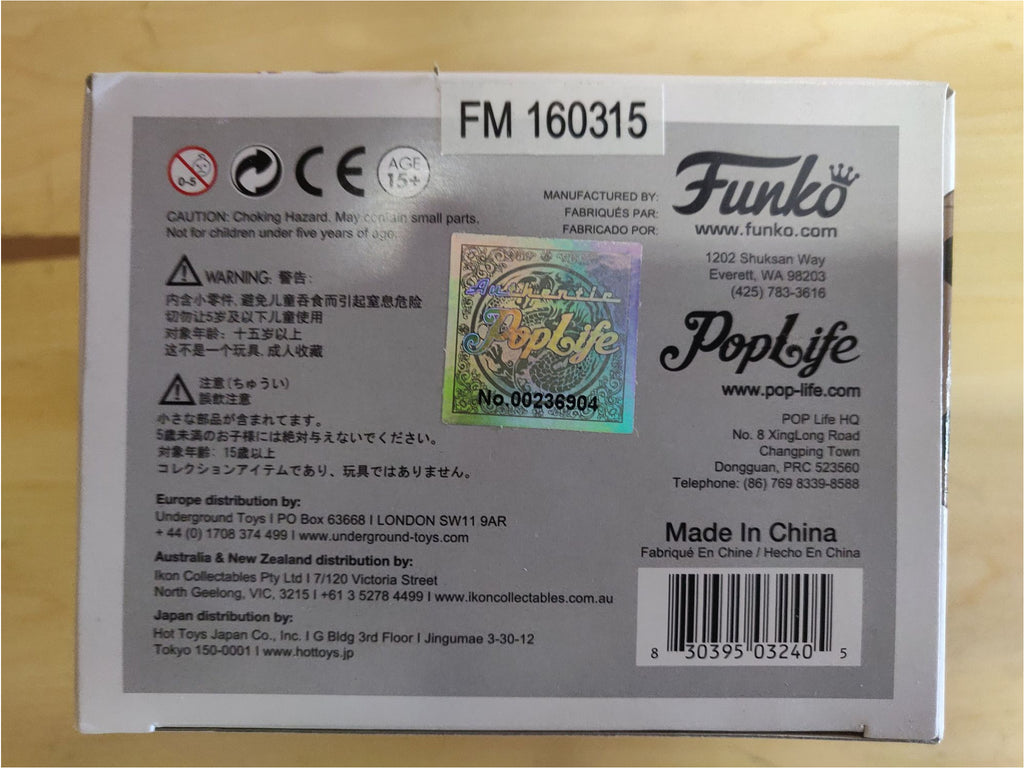 FM 160315
0-5
CE
AGE
15+
CAUTION: Choking Hazard. May contain small parts.
Not for children under five years of age.
WARNING: 警告:
内含小零件, 避免儿童吞食而引起窒息危险
切勿让5岁及以下儿童使用
对象年龄: 十五岁以上
这不是一个玩具, 成人收藏
注意(ちゅうい)
誤飲注意
小さな部品が含まれてます。
5歳未満のお子様には絶対与えないでください。
対象年齢: 15歳以上
コレクションアイテムであり、玩具ではありません。
Europe distribution by:
Underground Toys I PO Box 63668 I LONDON SW11 9AR
+ 44 (0) 1708 374 499 I www.underground-toys.com
Australia & New Zealand distribution by:
Ikon Collectables Pty Ltd I 7/120 Victoria Street
North Geelong, VIC, 3215 I +61 3 5278 4499 I www.ikoncollectables.com.au
Japan distribution by:
Hot Toys Japan Co., Inc. I G Bldg 3rd Floor I Jingumae 3-30-12
Tokyo 150-0001 I www.hottoys.jp
Authentic
PopLife
No.00236904
MANUFACTURED BY:
FABRIQUÉS PAR:
FABRICADO POR:
Funko
www.funko.com
1202 Shuksan Way
Everett, WA 98203
(425) 783-3616
PopLife
www.pop-life.com
POP Life HQ
No. 8 XingLong Road
Changping Town
Dongguan, PRC 523560
Telephone: (86) 769 8339-8588
Made In China
Fabriqué En Chine / Hecho En China
8 30395 03240 5